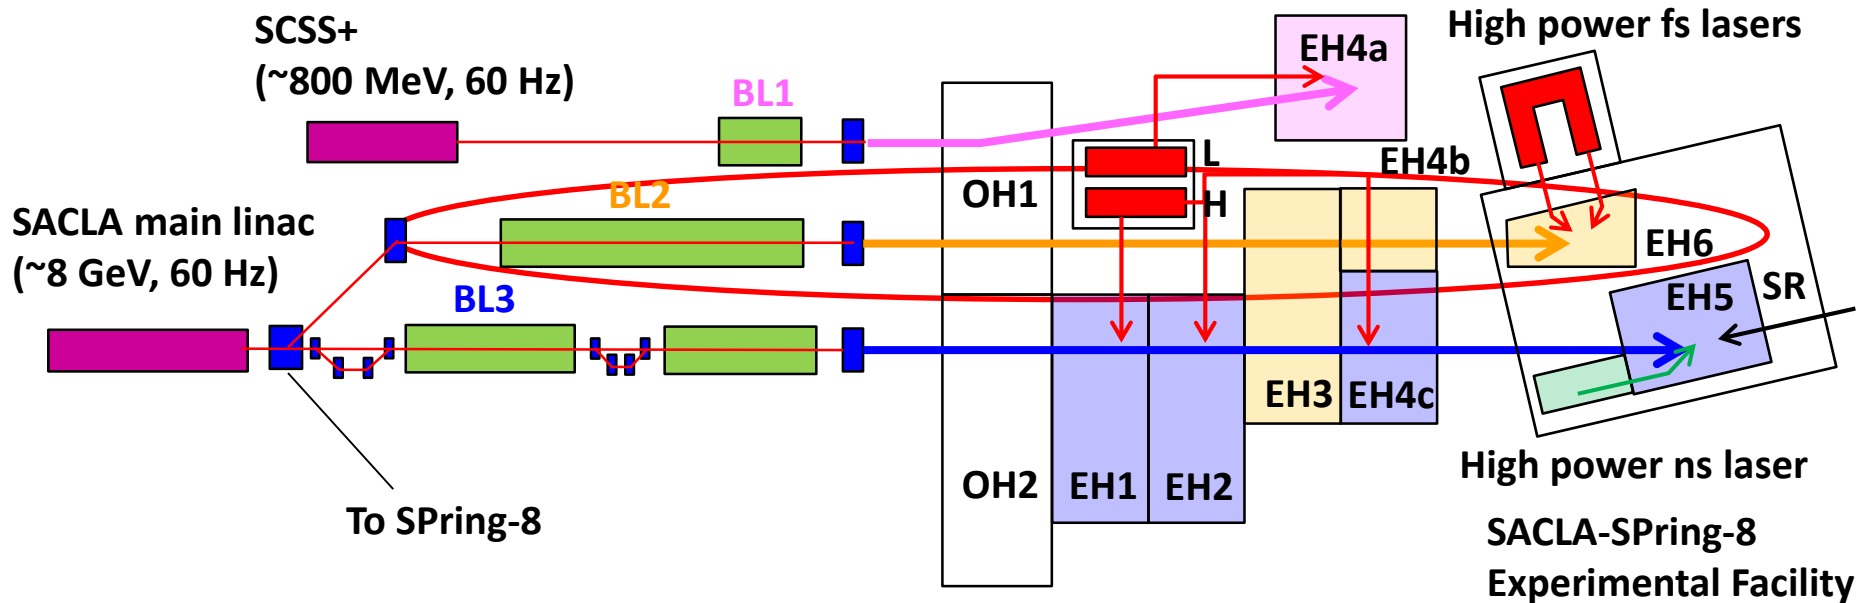 SCSS+
(~800 MeV, 60 Hz)
BL1
EH4a
High power fs lasers
L
H
EH4b
OH1
BL2
SACLA main linac
(~8 GeV, 60 Hz)
EH6
BL3
EH5
SR
EH3
EH4c
OH2
EH1
EH2
To SPring-8
High power ns laser
SACLA-SPring-8
Experimental Facility